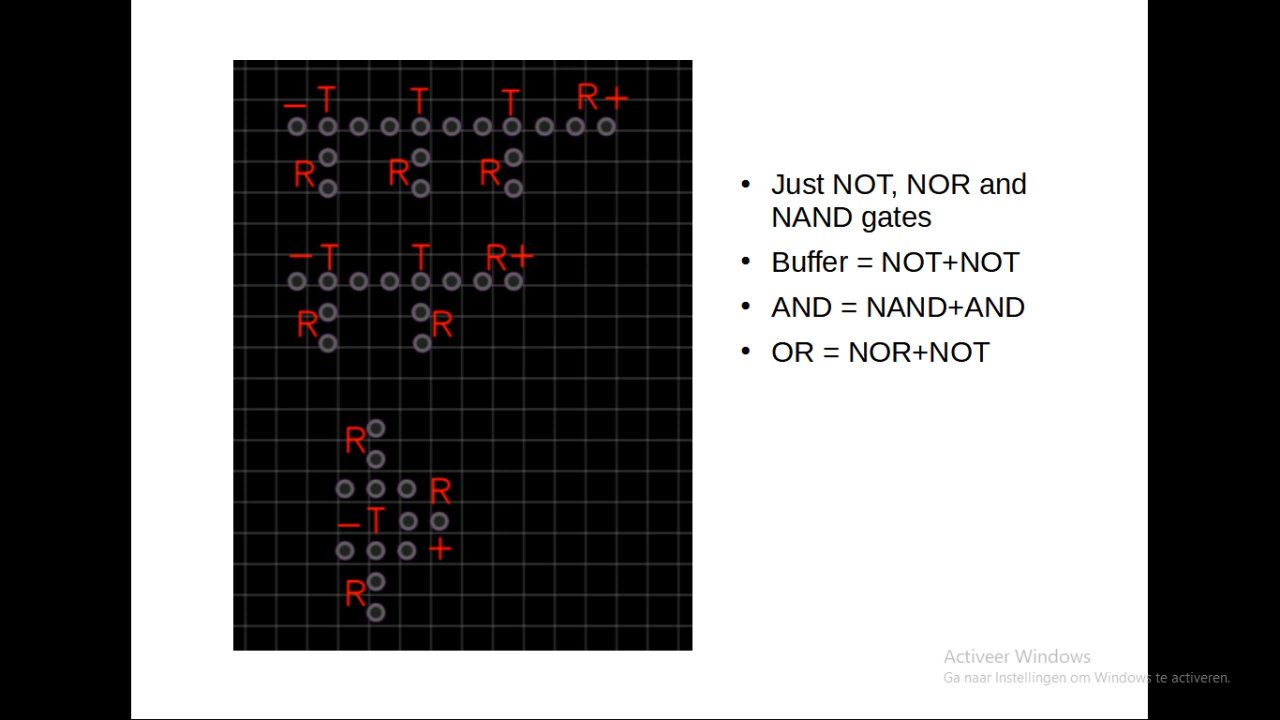 – T T T R +
R R R
– T T R +
R R
R
R
– T
+
R
• Just NOT, NOR and
NAND gates
• Buffer = NOT+NOT
• AND = NAND+AND
• OR = NOR+NOT
Activeer Windows
Ga naar Instellingen om Windows te activeren.